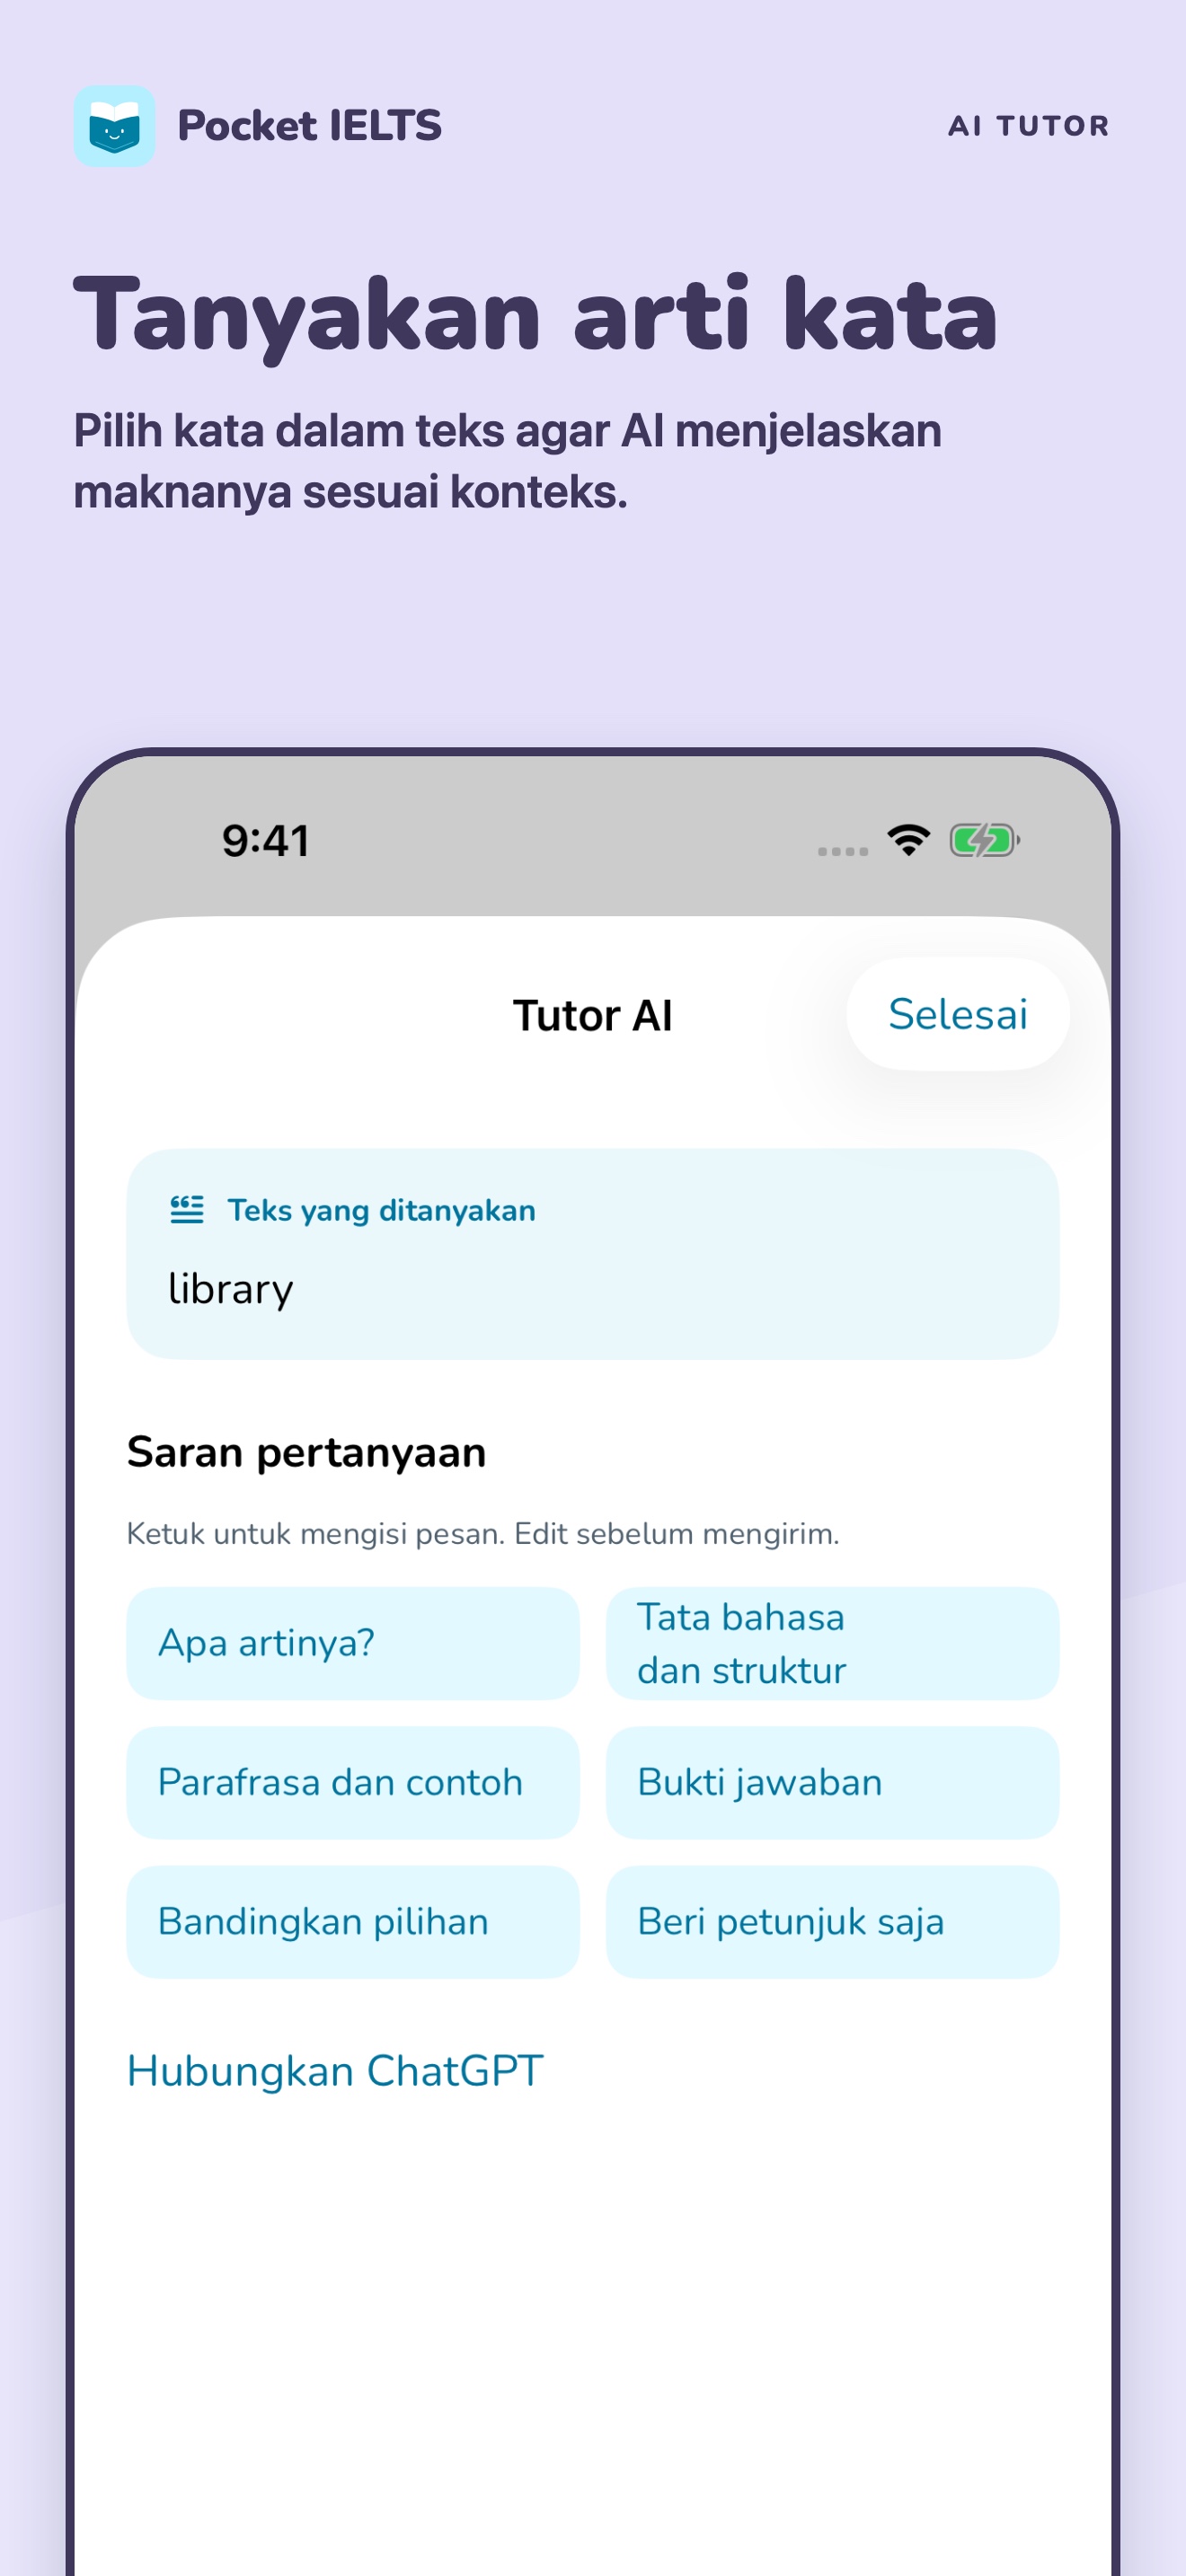 Pocket IELTS
AI TUTOR
Tanyakan arti kata
Pilih kata dalam teks agar AI menjelaskan
maknanya sesuai konteks.
9:41
Tutor AI
Selesai
Teks yang ditanyakan
library
Saran pertanyaan
Ketuk untuk mengisi pesan. Edit sebelum mengirim.
Apa artinya?
Tata bahasa
dan struktur
Parafrasa dan contoh
Bukti jawaban
Bandingkan pilihan
Beri petunjuk saja
Hubungkan ChatGPT